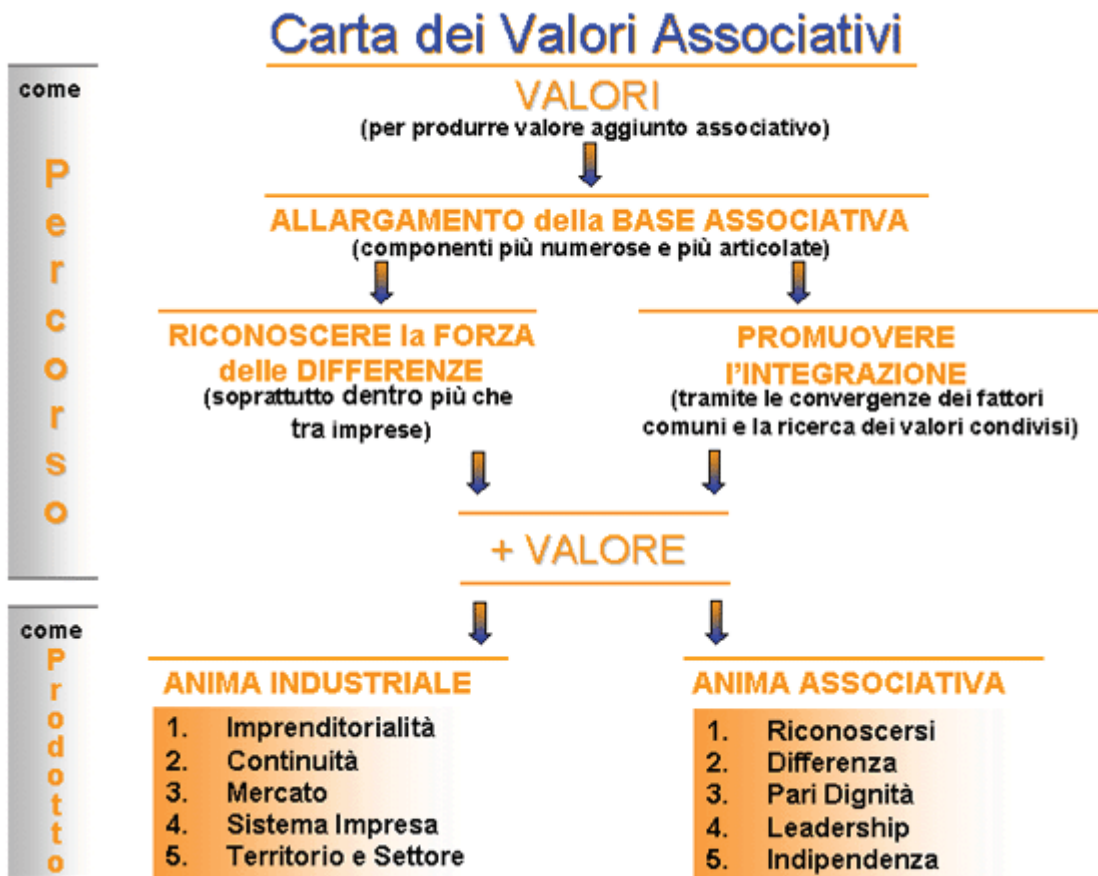 Carta dei Valori Associativi
come
Percorso
VALORI
(per produrre valore aggiunto associativo)
ALLARGAMENTO della BASE ASSOCIATIVA
(componenti più numerose e più articolate)
RICONOSCERE la FORZA
delle DIFFERENZE
(soprattutto dentro più che
tra imprese)
PROMUOVERE
l'INTEGRAZIONE
(tramite le convergenze dei fattori
comuni e la ricerca dei valori condivisi)
+ VALORE
come
Prodotto
ANIMA INDUSTRIALE
1. Imprenditorialità
2. Continuità
3. Mercato
4. Sistema Impresa
5. Territorio e Settore
ANIMA ASSOCIATIVA
1. Riconoscersi
2. Differenza
3. Pari Dignità
4. Leadership
5. Indipendenza